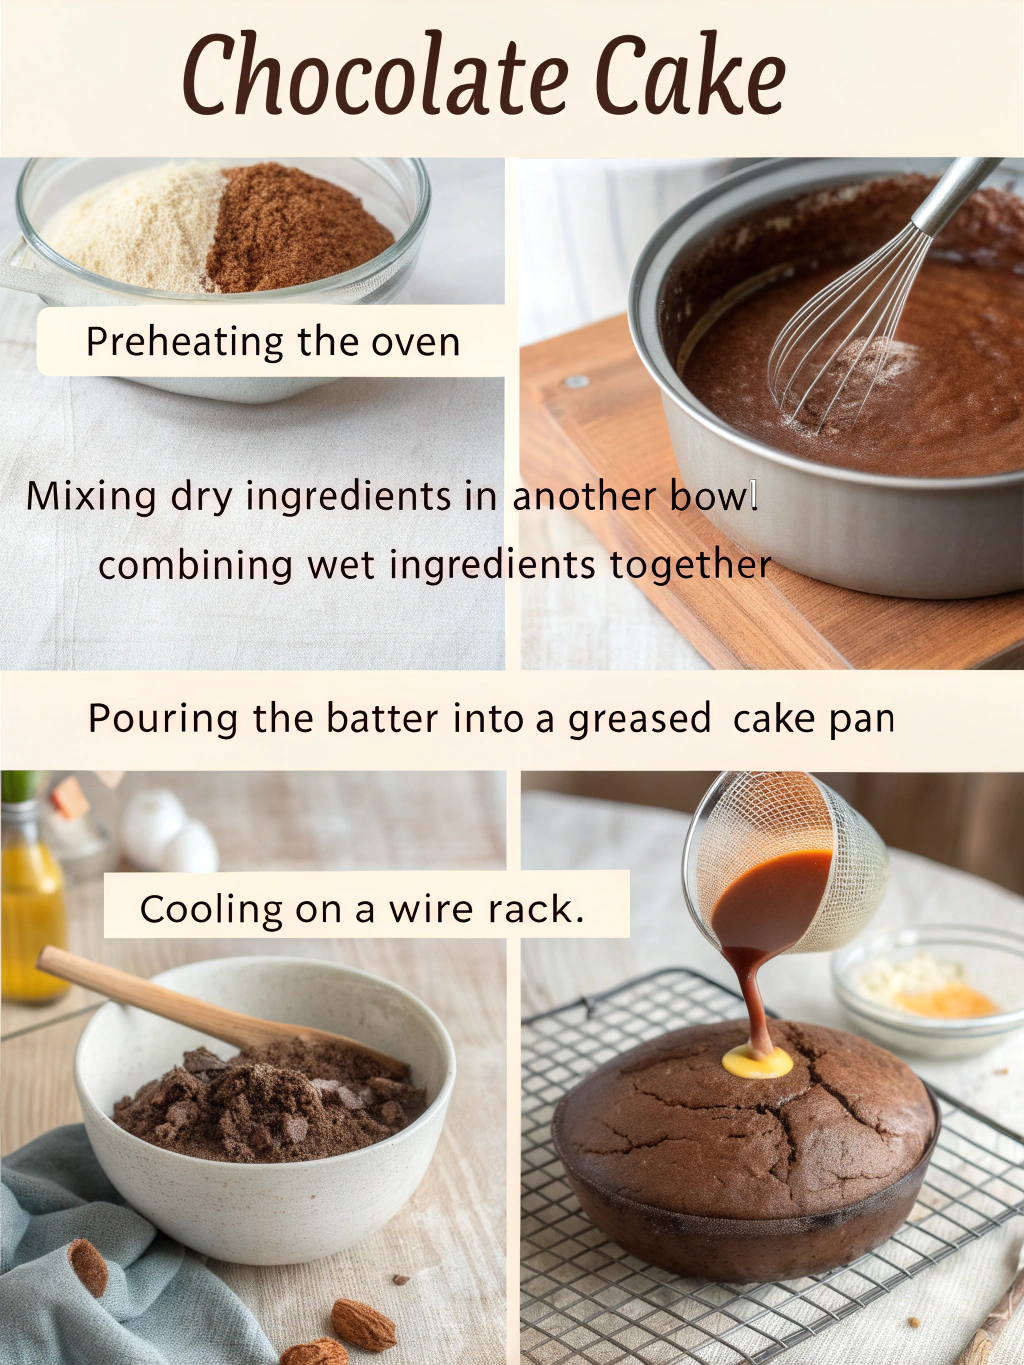 Chocolate Cake
Preheating the oven
Mixing dry ingredients in another bowl
combining wet ingredients together
Pouring the batter into a greased cake pan
Cooling on a wire rack.